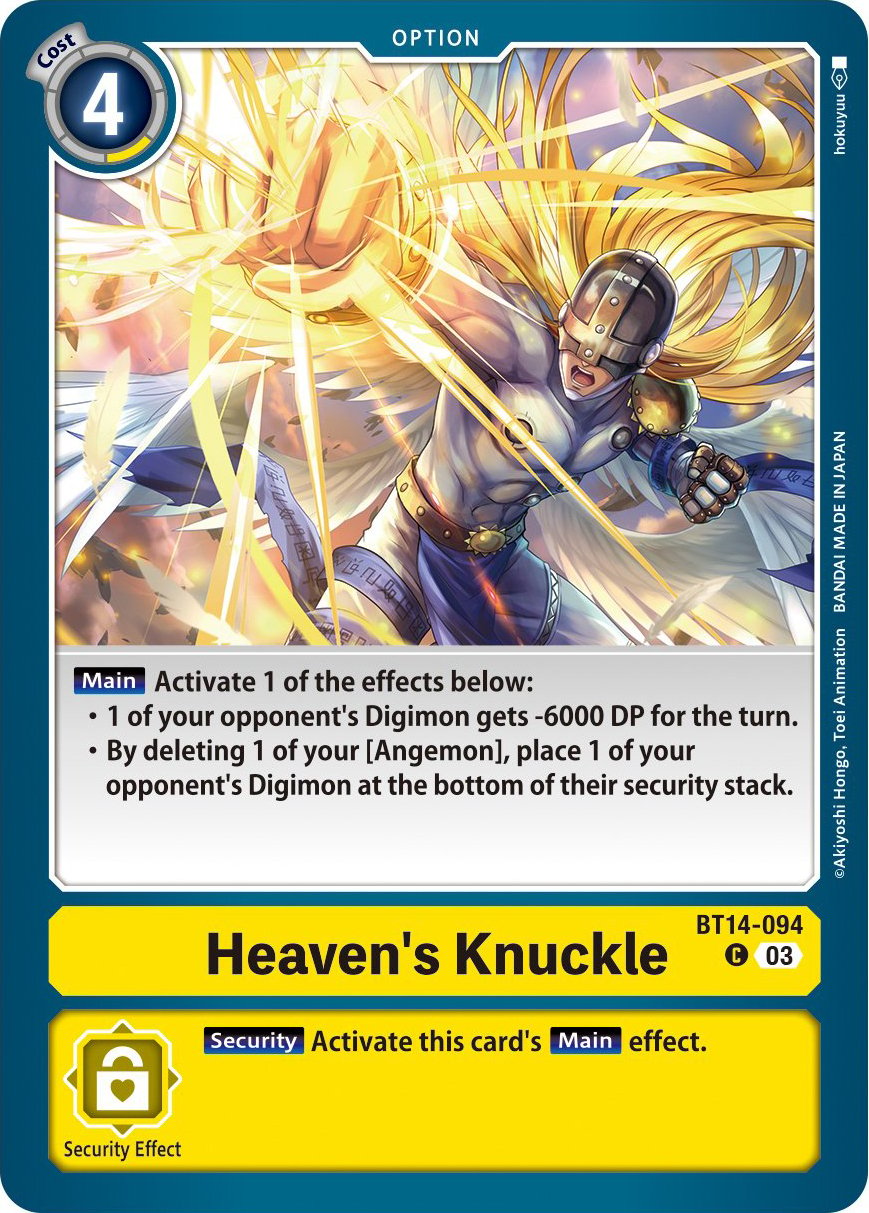 OPTION
Cost
4
hokuyuu
Main Activate 1 of the effects below:
・1 of your opponent's Digimon gets -6000 DP for the turn.
・By deleting 1 of your [Angemon], place 1 of your
opponent's Digimon at the bottom of their security stack.
©Akiyoshi Hongo, Toei Animation BANDAI MADE IN JAPAN
BT14-094
Heaven's Knuckle
C 03
Security Activate this card's Main effect.
Security Effect